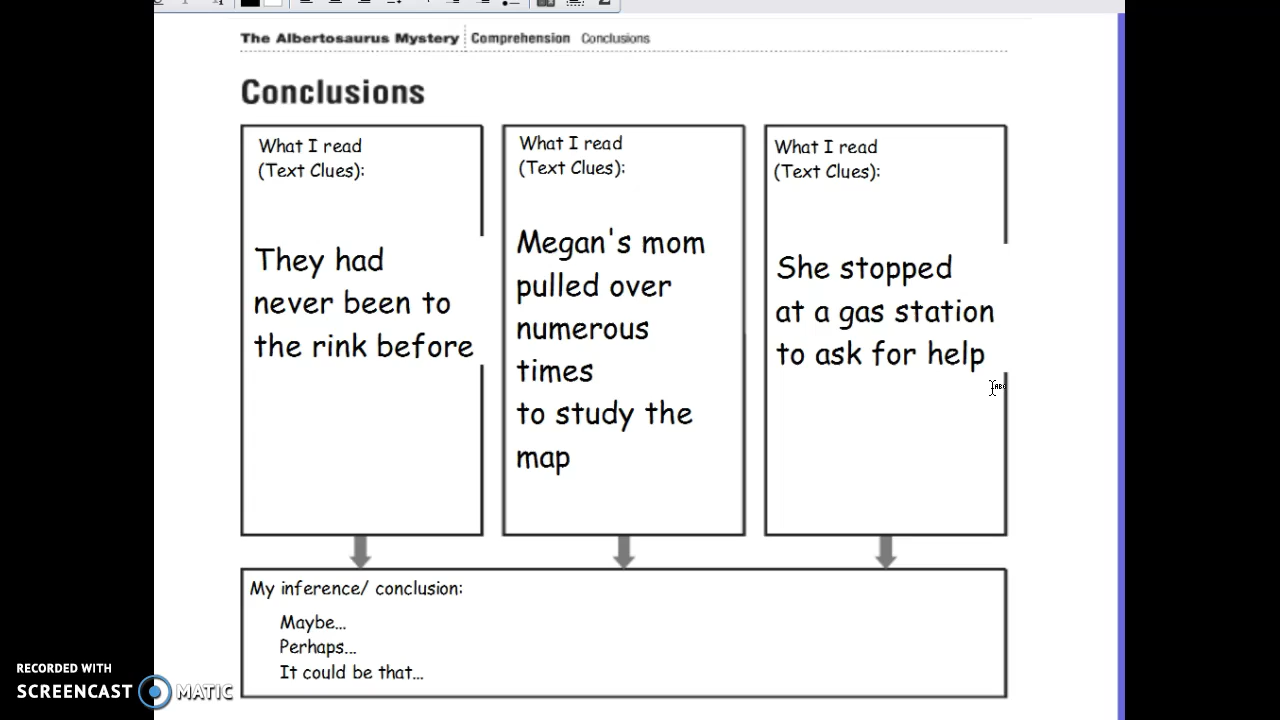 The Albertosaurus Mystery Comprehension Conclusions
Conclusions
What I read
(Text Clues):
They had
never been to
the rink before
What I read
(Text Clues):
Megan's mom
pulled over
numerous
times
to study the
map
What I read
(Text Clues):
She stopped
at a gas station
to ask for help
My inference/ conclusion:
Maybe...
Perhaps...
It could be that...
RECORDED WITH
SCREENCAST MATIC